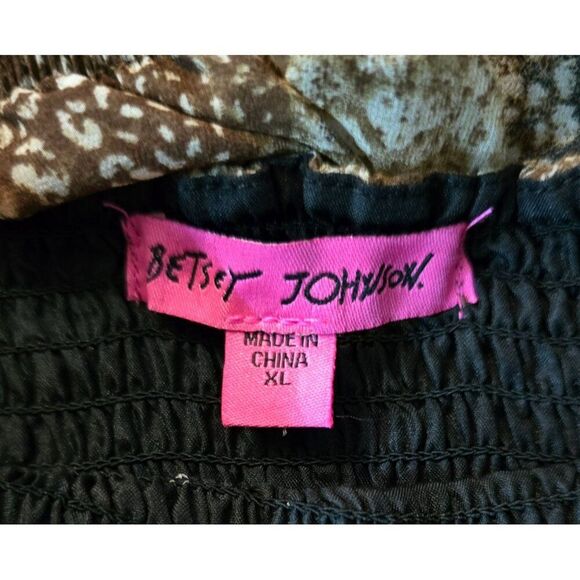 BETSEY JOHNSON.
MADE IN
CHINA
XL